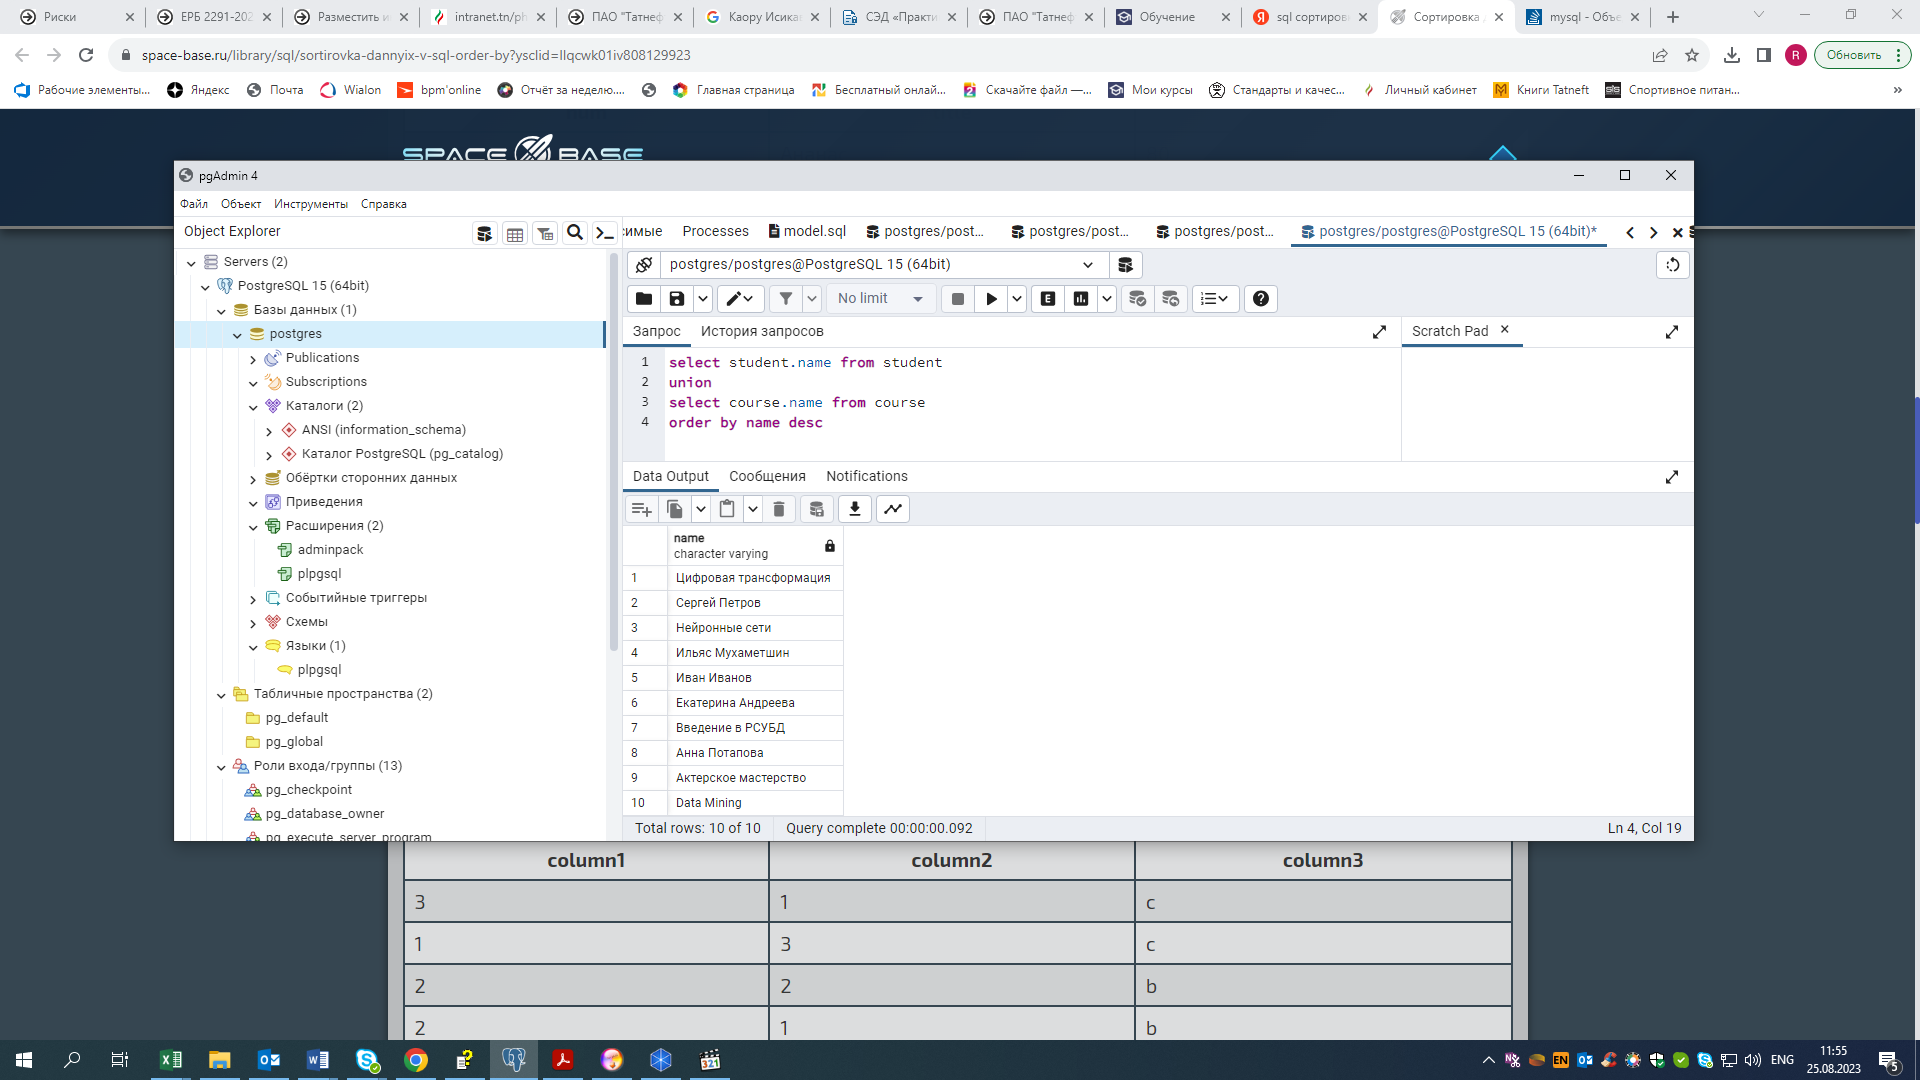 Риски
ЕРБ 2291-202
Разместить и
intranet.tn/ph
ПАО "Татнеф
Каору Исика
СЭД «Практи
ПАО "Татнеф
Обучение
sql сортиров
Сортировка
mysql - Объе
space-base.ru/library/sql/sortirovka-dannyix-v-sql-order-by?ysclid=llqcwk01iv808129923
R
Обновить
Рабочие элементы...
Яндекс
Почта
Wialon
bpm'online
Отчёт за неделю....
Главная страница
Бесплатный онлай...
Скачайте файл —...
Мои курсы
Стандарты и качес...
Личный кабинет
Книги Tatneft
Спортивное питан...
SPACE BASE
pgAdmin 4
Файл Объект Инструменты Справка
Object Explorer
симые
Processes
model.sql
postgres/post...
postgres/post...
postgres/post...
postgres/postgres@PostgreSQL 15 (64bit)*
Servers (2)
PostgreSQL 15 (64bit)
Базы данных (1)
postgres
Publications
Subscriptions
Каталоги (2)
ANSI (information_schema)
Каталог PostgreSQL (pg_catalog)
Обёртки сторонних данных
Приведения
Расширения (2)
adminpack
plpgsql
Событийные триггеры
Схемы
Языки (1)
plpgsql
Табличные пространства (2)
pg_default
pg_global
Роли входа/группы (13)
pg_checkpoint
pg_database_owner
pg_execute_server_program
postgres/postgres@PostgreSQL 15 (64bit)
No limit
E
Запрос
История запросов
Scratch Pad
1 select student.name from student
2 union
3 select course.name from course
4 order by name desc
Data Output
Сообщения
Notifications
name
character varying
1 Цифровая трансформация
2 Сергей Петров
3 Нейронные сети
4 Ильяс Мухаметшин
5 Иван Иванов
6 Екатерина Андреева
7 Введение в РСУБД
8 Анна Потапова
9 Актерское мастерство
10 Data Mining
Total rows: 10 of 10
Query complete 00:00:00.092
Ln 4, Col 19
column1 column2 column3
3 1 c
1 3 c
2 2 b
2 1 b
EN
ENG
11:55
25.08.2023
5